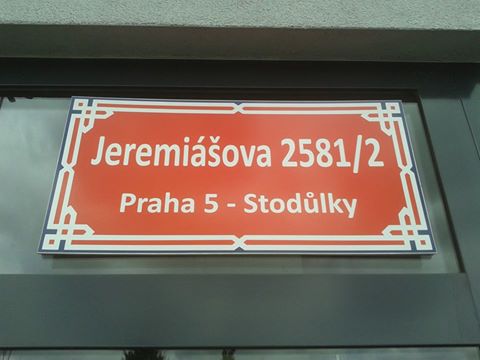 Jeremiášova 2581/2
Praha 5 - Stodůlky